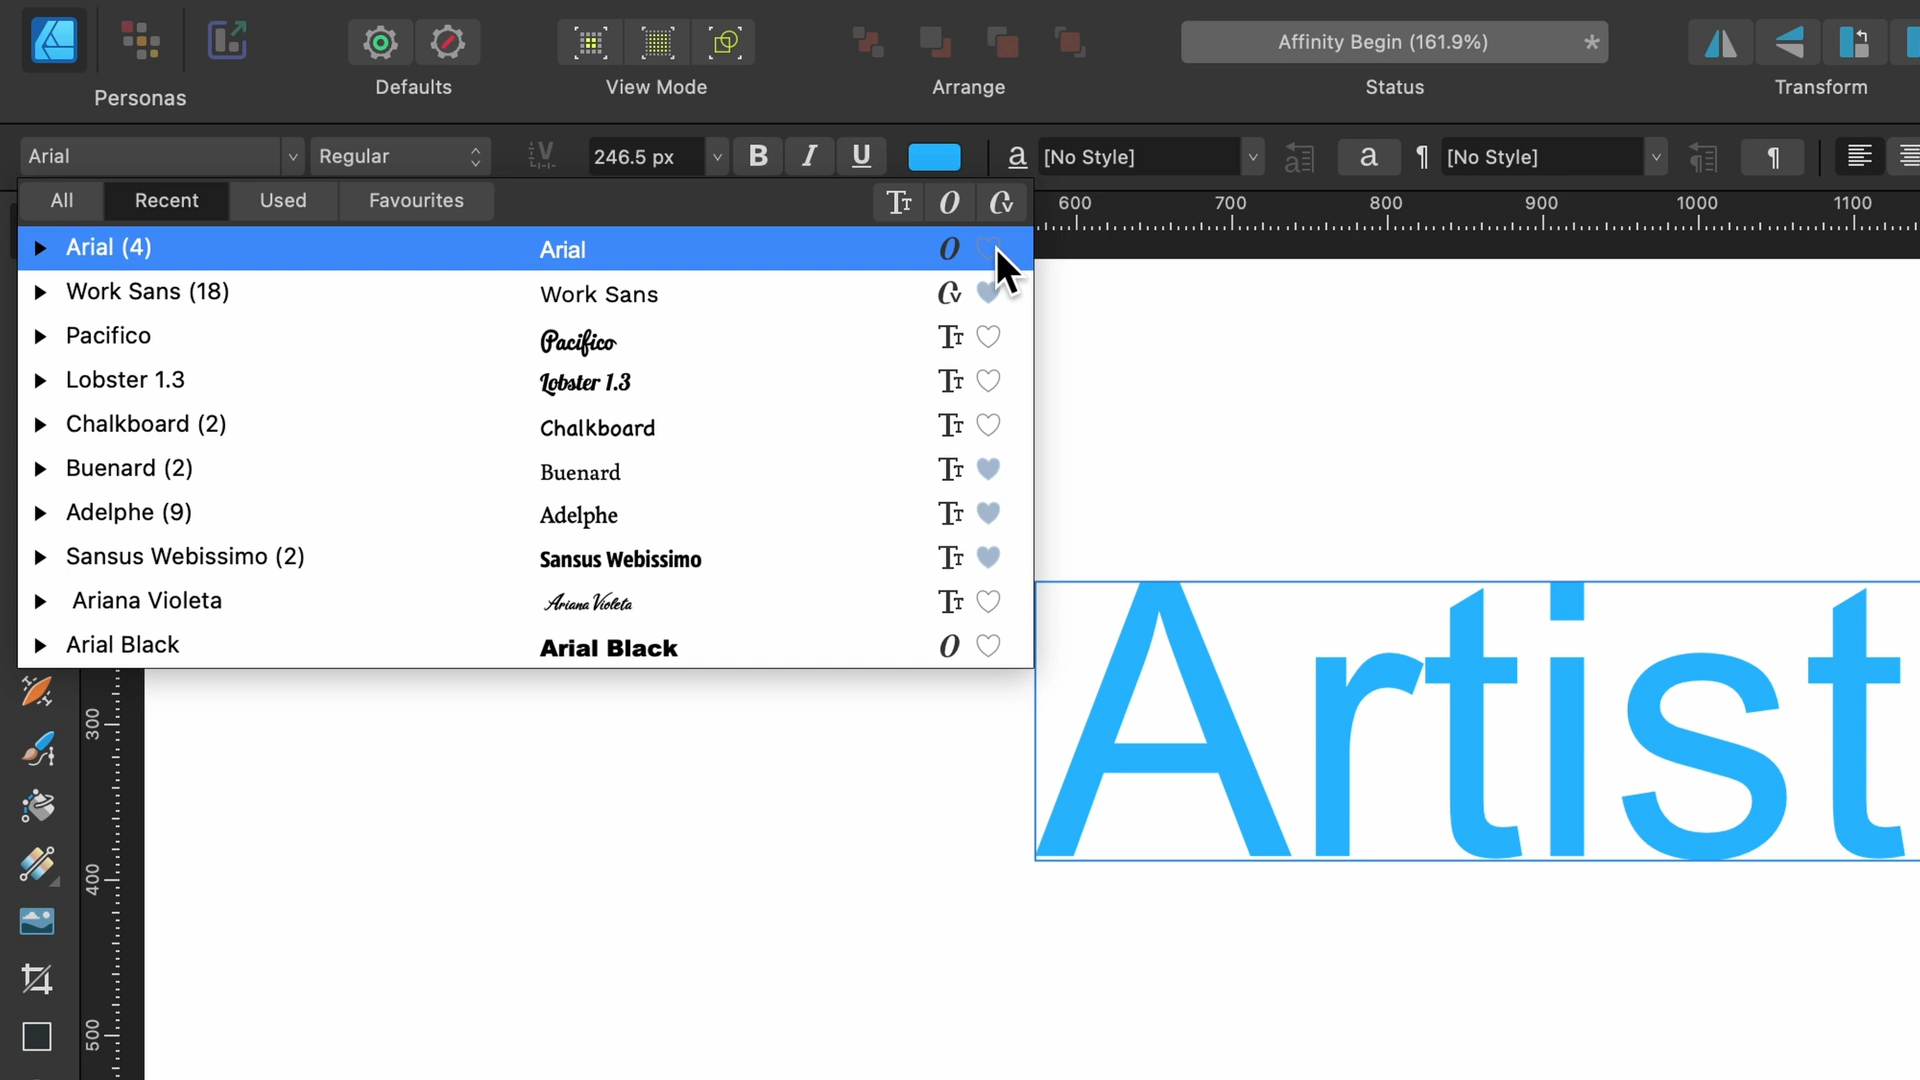 Personas
Defaults
View Mode
Arrange
Affinity Begin (161.9%) *
Status
Transform
Arial Regular 246.5 px B I U a [No Style] a ¶ [No Style] ¶
All Recent Used Favourites
600 700 800 900 1000 1100
Arial (4) Arial
Work Sans (18) Work Sans
Pacifico Pacifico
Lobster 1.3 Lobster 1.3
Chalkboard (2) Chalkboard
Buenard (2) Buenard
Adelphe (9) Adelphe
Sansus Webissimo (2) Sansus Webissimo
Ariana Violeta Ariana Violeta
Arial Black Arial Black
Artist
300
400
500